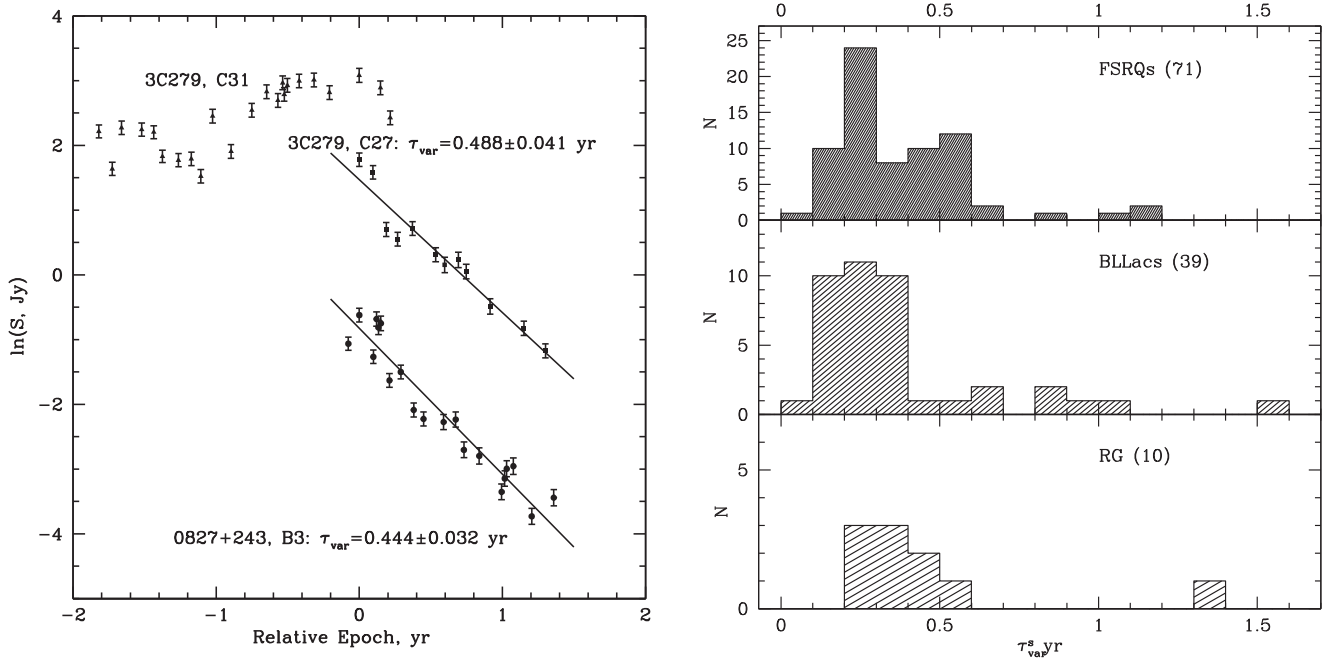 4
2
0
−2
−4
ln(S, Jy)
−2
−1
0
1
2
Relative Epoch, yr
3C279, C31
3C279, C27: τvar=0.488±0.041 yr
0827+243, B3: τvar=0.444±0.032 yr
0
0.5
1
1.5
25
20
15
10
5
0
N
FSRQs (71)
10
5
0
N
BLLacs (39)
5
0
N
RG (10)
0
0.5
1
1.5
τˢvar yr